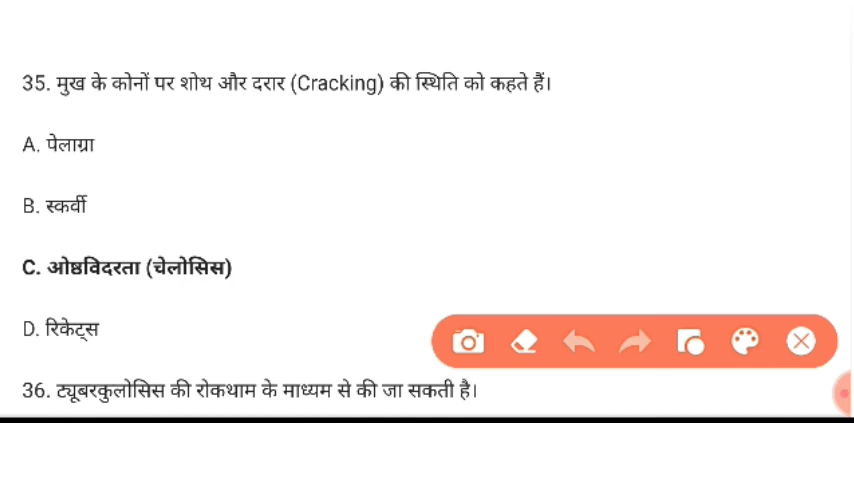 35. मुख के कोनों पर शोथ और दरार (Cracking) की स्थिति को कहते हैं।
A. पेलाग्रा
B. स्कर्वी
C. ओष्ठविदरता (चेलोसिस)
D. रिकेट्स
36. ट्यूबरकुलोसिस की रोकथाम के माध्यम से की जा सकती है।